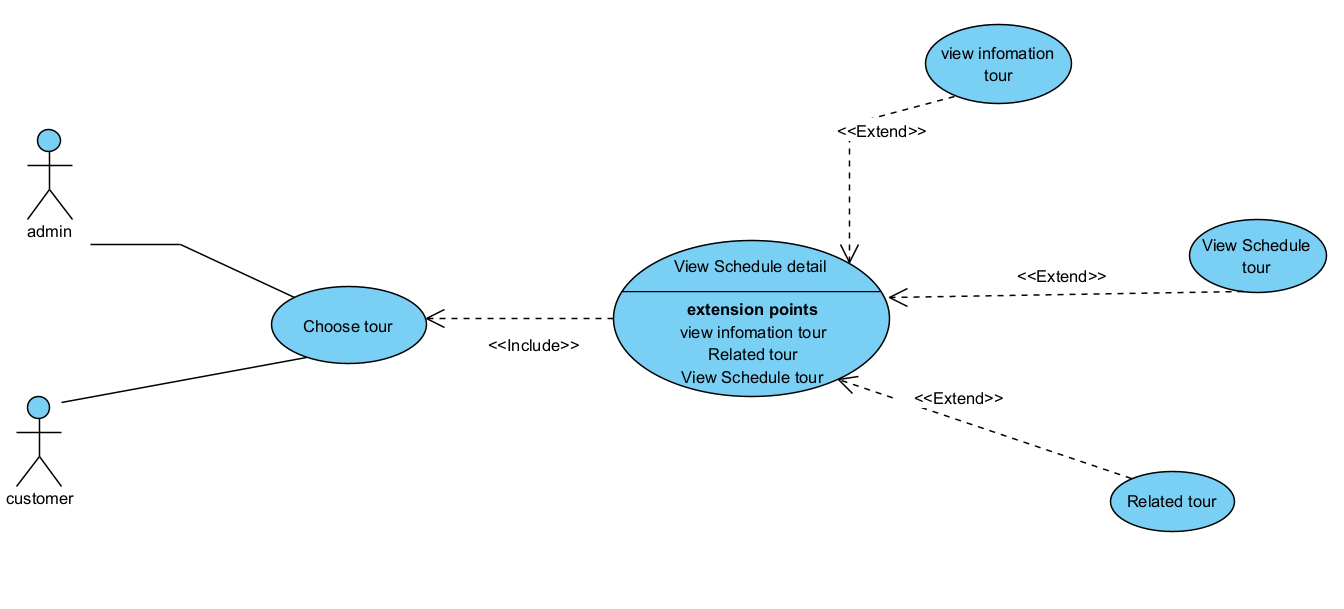 view infomation
tour
<<Extend>>
admin
View Schedule
tour
<<Extend>>
View Schedule detail
extension points
view infomation tour
Related tour
View Schedule tour
Choose tour
<<Include>>
<<Extend>>
customer
Related tour